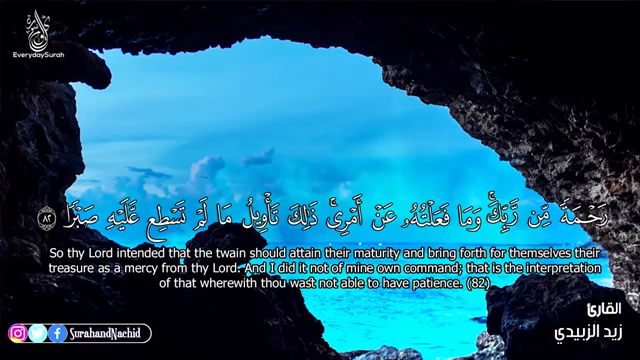 EverydaySurah
رَحْمَةً مِّن رَّبِّكَ ۚ وَمَا فَعَلْتُهُۥ عَنْ أَمْرِى ۚ ذَٰلِكَ تَأْوِيلُ مَا لَمْ تَسْطِع عَّلَيْهِ صَبْرًا ٨٢
So thy Lord intended that the twain should attain their maturity and bring forth for themselves their
treasure as a mercy from thy Lord. And I did it not of mine own command; that is the interpretation
of that wherewith thou wast not able to have patience. (82)
القارئ
زيد الزبيدي
SurahandNachid